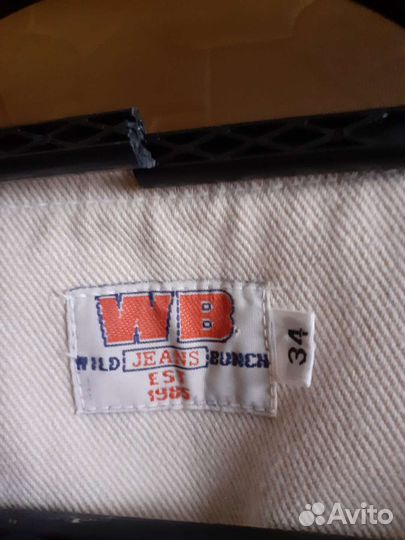 WB
WILD JEANS BUNCH
EST
1985
34
Avito